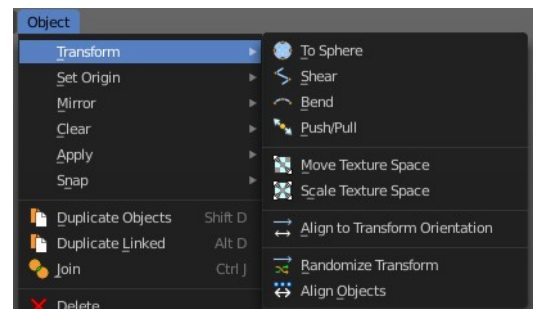 Object
Transform
Set Origin
Mirror
Clear
Apply
Snap
Duplicate Objects Shift D
Duplicate Linked Alt D
Join Ctrl J
Delete
To Sphere
Shear
Bend
Push/Pull
Move Texture Space
Scale Texture Space
Align to Transform Orientation
Randomize Transform
Align Objects